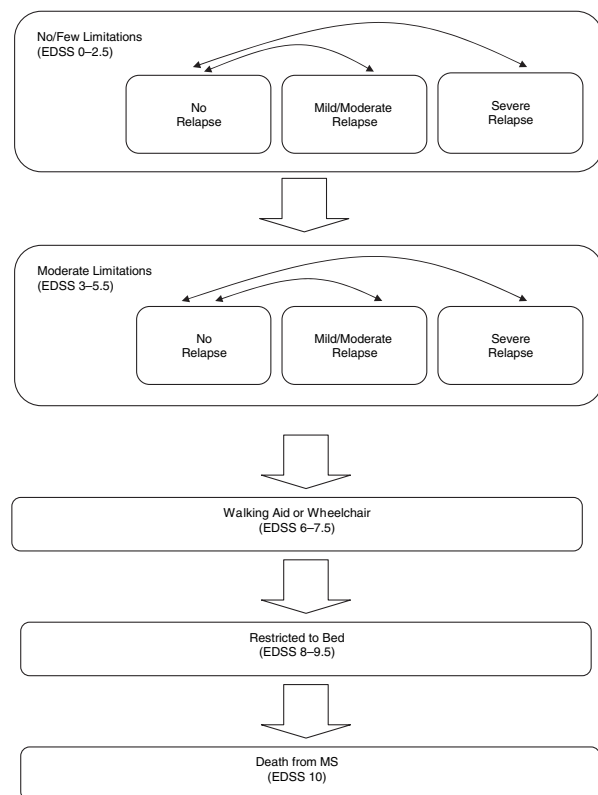 No/Few Limitations
(EDSS 0–2.5)
No
Relapse
Mild/Moderate
Relapse
Severe
Relapse
Moderate Limitations
(EDSS 3–5.5)
No
Relapse
Mild/Moderate
Relapse
Severe
Relapse
Walking Aid or Wheelchair
(EDSS 6–7.5)
Restricted to Bed
(EDSS 8–9.5)
Death from MS
(EDSS 10)